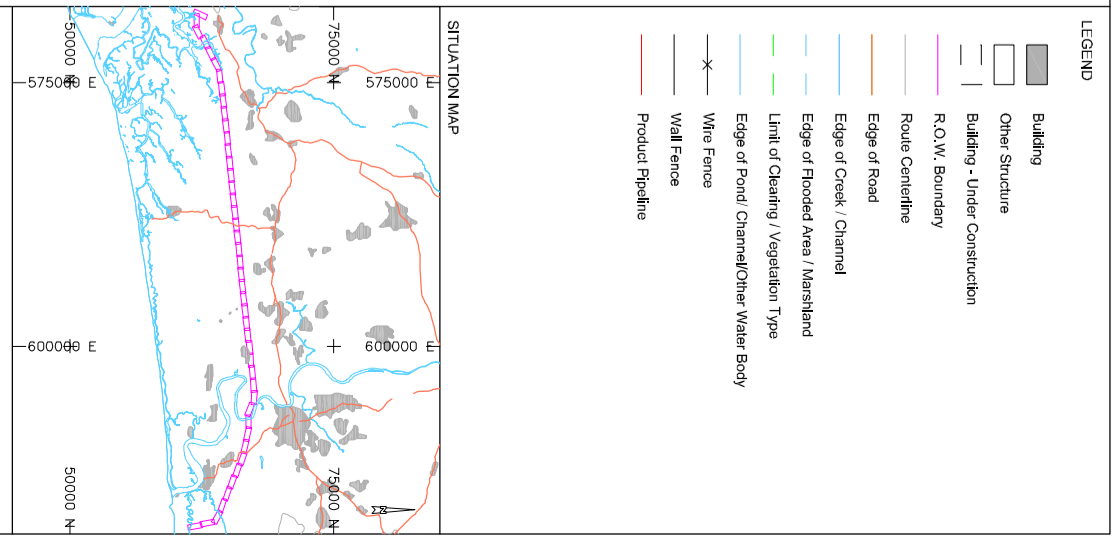 LEGEND
Building
Other Structure
Building - Under Construction
R.O.W. Boundary
Route Centerline
Edge of Road
Edge of Creek / Channel
Edge of Flooded Area / Marshland
Limit of Clearing / Vegetation Type
Edge of Pond/ Channel/Other Water Body
Wire Fence
Wall Fence
Product Pipeline
SITUATION MAP
575000 E
600000 E
75000 N
75000 N
575000 E
600000 E
50000 N
50000 N